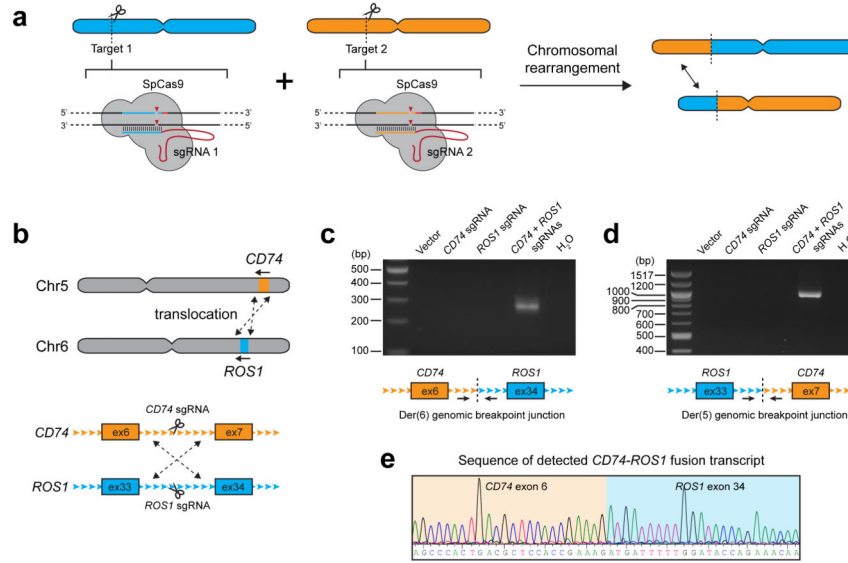 a
Target 1
SpCas9
5'
3'
3'
5'
sgRNA 1
+
Target 2
SpCas9
5'
3'
3'
5'
sgRNA 2
Chromosomal
rearrangement
b
CD74
Chr5
translocation
Chr6
ROS1
CD74 sgRNA
CD74
ex6
ex7
ROS1
ex33
ex34
ROS1 sgRNA
c
(bp)
Vector
CD74 sgRNA
ROS1 sgRNA
CD74 + ROS1
sgRNAs
H2O
500
400
300
200
100
CD74
ROS1
ex6
ex34
Der(6) genomic breakpoint junction
d
(bp)
Vector
CD74 sgRNA
ROS1 sgRNA
CD74 + ROS1
sgRNAs
1517
1200
1000
900
800
700
600
500
400
ROS1
CD74
ex33
ex7
Der(5) genomic breakpoint junction
e
Sequence of detected CD74-ROS1 fusion transcript
CD74 exon 6
ROS1 exon 34
AGCCCACTGACGCTCCACCGAAAGATGATTTTTGGATACCAGAAACAA